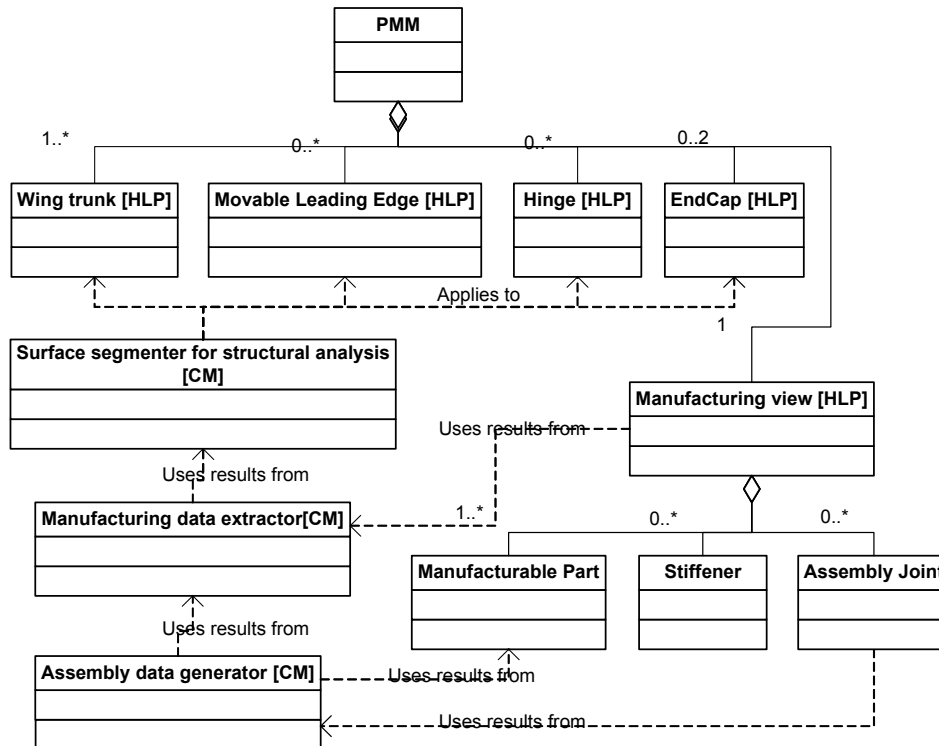 PMM
1..*
0..*
0..*
0..2
Wing trunk [HLP]
Movable Leading Edge [HLP]
Hinge [HLP]
EndCap [HLP]
Applies to
1
Surface segmenter for structural analysis
[CM]
Manufacturing view [HLP]
Uses results from
Uses results from
1..*
0..*
0..*
Manufacturing data extractor[CM]
Manufacturable Part
Stiffener
Assembly Joint
Uses results from
Assembly data generator [CM]
Uses results from
Uses results from